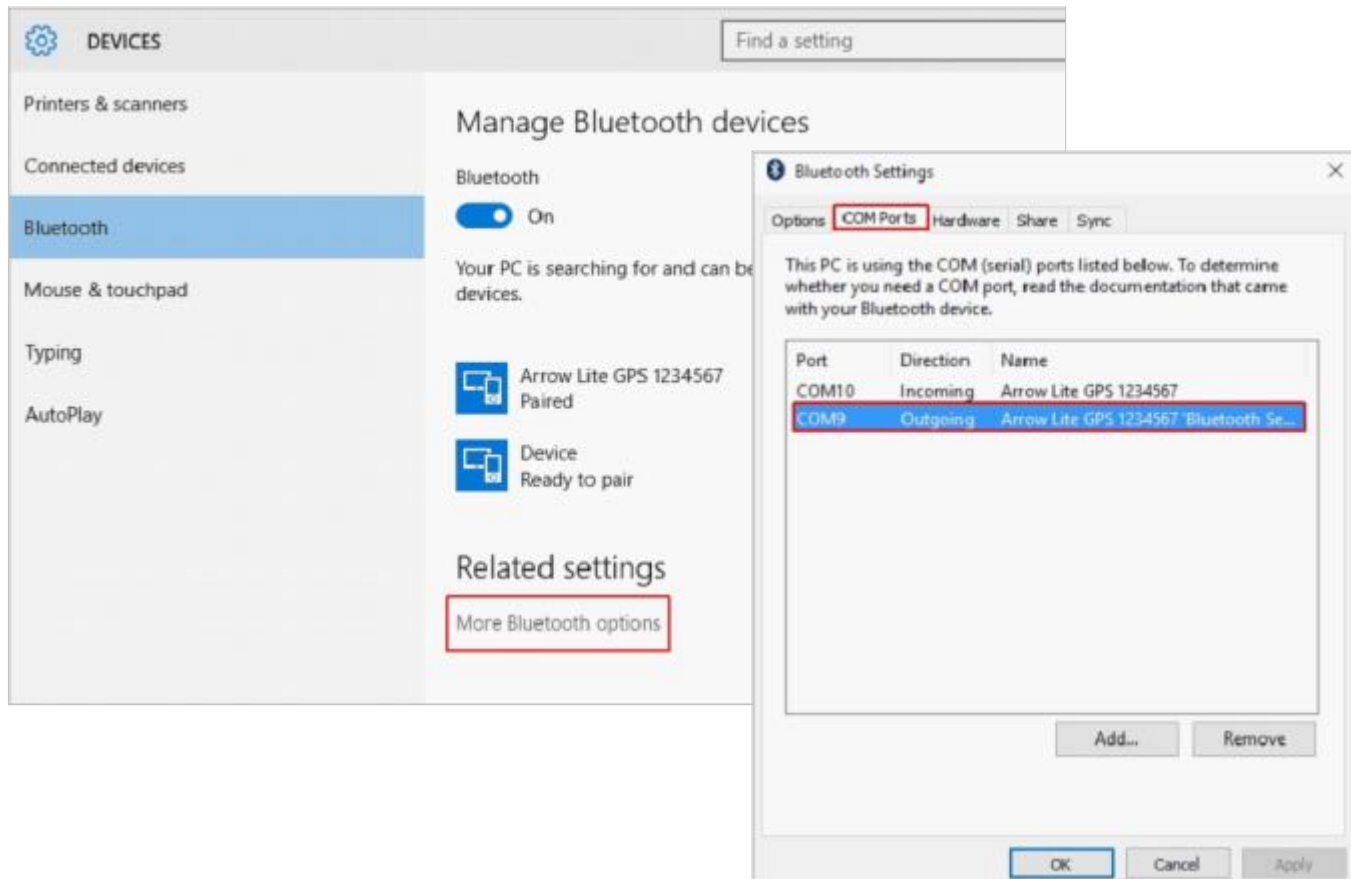 DEVICES
Find a setting
Printers & scanners
Connected devices
Bluetooth
Mouse & touchpad
Typing
AutoPlay
Manage Bluetooth devices
Bluetooth
On
Your PC is searching for and can be
devices.
Arrow Lite GPS 1234567
Paired
Device
Ready to pair
Related settings
More Bluetooth options
Bluetooth Settings
Options COM Ports Hardware Share Sync
This PC is using the COM (serial) ports listed below. To determine
whether you need a COM port, read the documentation that came
with your Bluetooth device.
Port Direction Name
COM10 Incoming Arrow Lite GPS 1234567
COM9 Outgoing Arrow Lite GPS 1234567 'Bluetooth Se...
Add... Remove
OK Cancel Apply